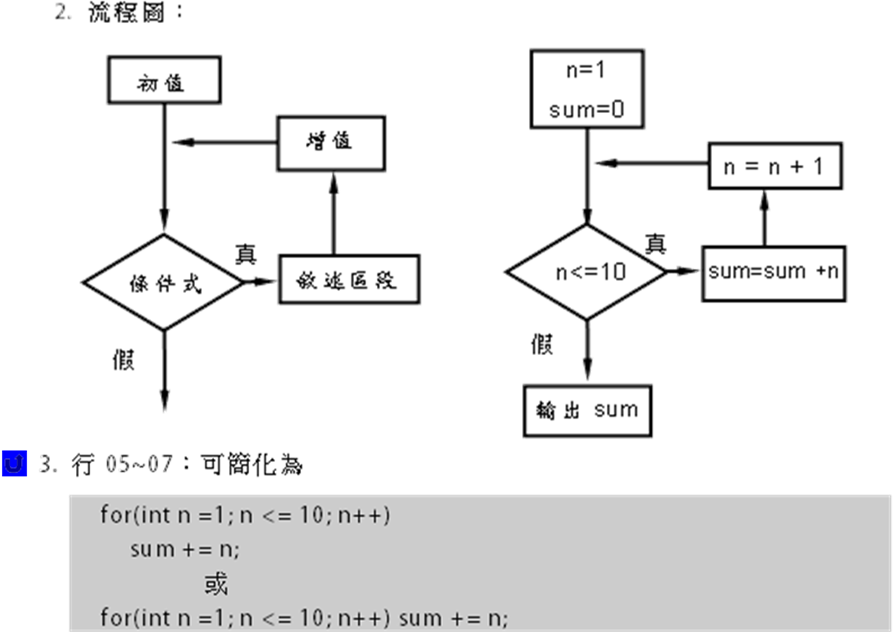 2. 流程圖：
初值
增值
條件式
真
敘述區段
假
n=1
sum=0
n = n + 1
n<=10
真
sum=sum +n
假
輸出 sum
3. 行 05~07：可簡化為
for(int n =1; n <= 10; n++)
sum += n;
或
for(int n =1; n <= 10; n++) sum += n;